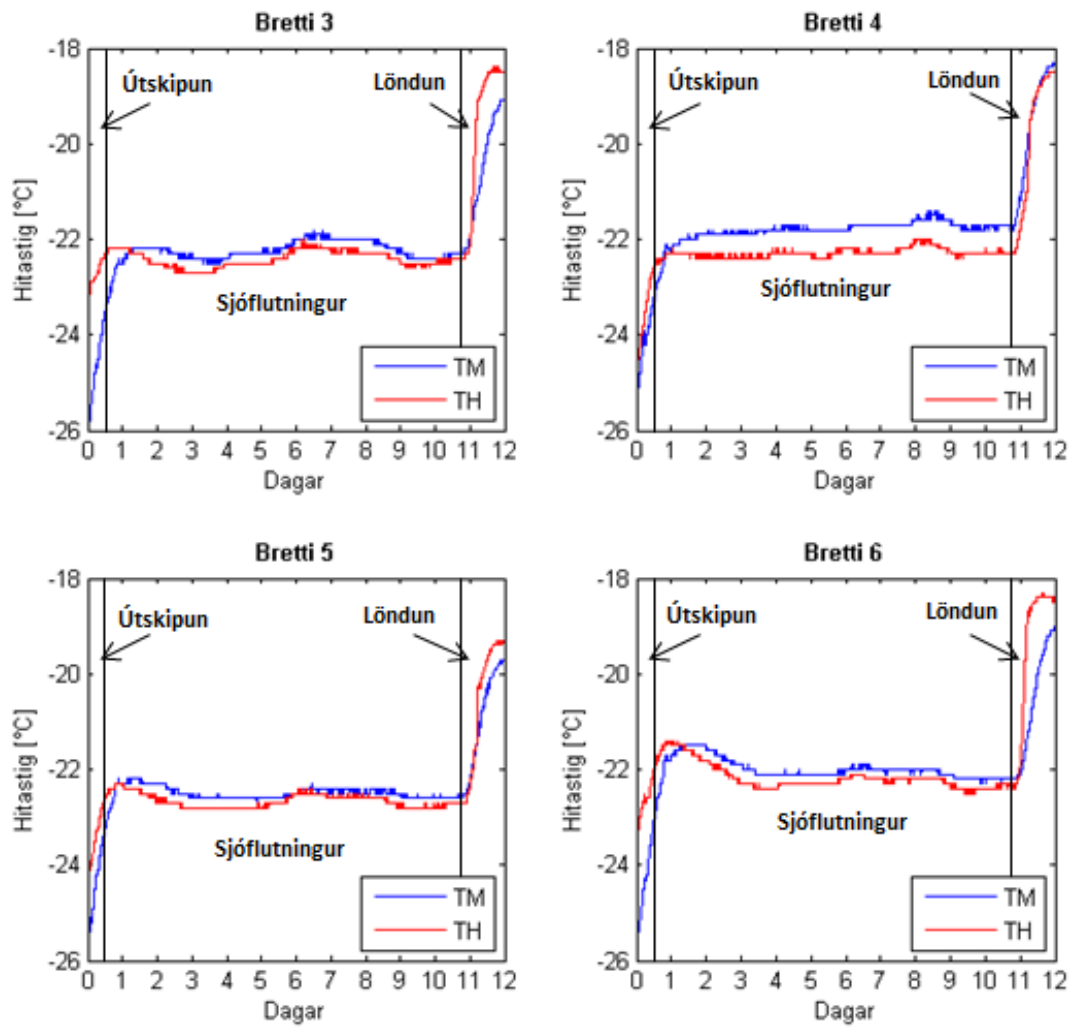 Bretti 3
-18
-20
-22
-24
-26
Hitastig [°C]
Útskipun
Löndun
Sjóflutningur
TM
TH
0 1 2 3 4 5 6 7 8 9 10 11 12
Dagar
Bretti 4
-18
-20
-22
-24
-26
Hitastig [°C]
Útskipun
Löndun
Sjóflutningur
TM
TH
0 1 2 3 4 5 6 7 8 9 10 11 12
Dagar
Bretti 5
-18
-20
-22
-24
-26
Hitastig [°C]
Útskipun
Löndun
Sjóflutningur
TM
TH
0 1 2 3 4 5 6 7 8 9 10 11 12
Dagar
Bretti 6
-18
-20
-22
-24
-26
Hitastig [°C]
Útskipun
Löndun
Sjóflutningur
TM
TH
0 1 2 3 4 5 6 7 8 9 10 11 12
Dagar